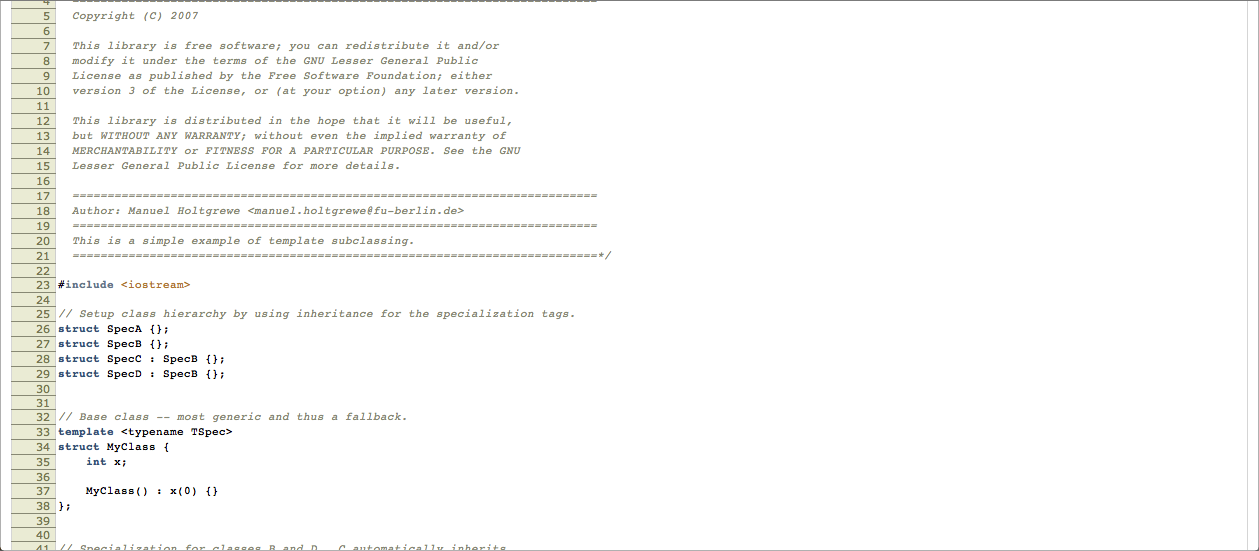 4 ===========================================================================
5 Copyright (C) 2007
6
7 This library is free software; you can redistribute it and/or
8 modify it under the terms of the GNU Lesser General Public
9 License as published by the Free Software Foundation; either
10 version 3 of the License, or (at your option) any later version.
11
12 This library is distributed in the hope that it will be useful,
13 but WITHOUT ANY WARRANTY; without even the implied warranty of
14 MERCHANTABILITY or FITNESS FOR A PARTICULAR PURPOSE. See the GNU
15 Lesser General Public License for more details.
16
17 ===========================================================================
18 Author: Manuel Holtgrewe <manuel.holtgrewe@fu-berlin.de>
19 ===========================================================================
20 This is a simple example of template subclassing.
21 ===========================================================================*/
22
23 #include <iostream>
24
25 // Setup class hierarchy by using inheritance for the specialization tags.
26 struct SpecA {};
27 struct SpecB {};
28 struct SpecC : SpecB {};
29 struct SpecD : SpecB {};
30
31
32 // Base class -- most generic and thus a fallback.
33 template <typename TSpec>
34 struct MyClass {
35     int x;
36
37     MyClass() : x(0) {}
38 };
39
40
41 // Specialization for classes B and D.  C automatically inherits